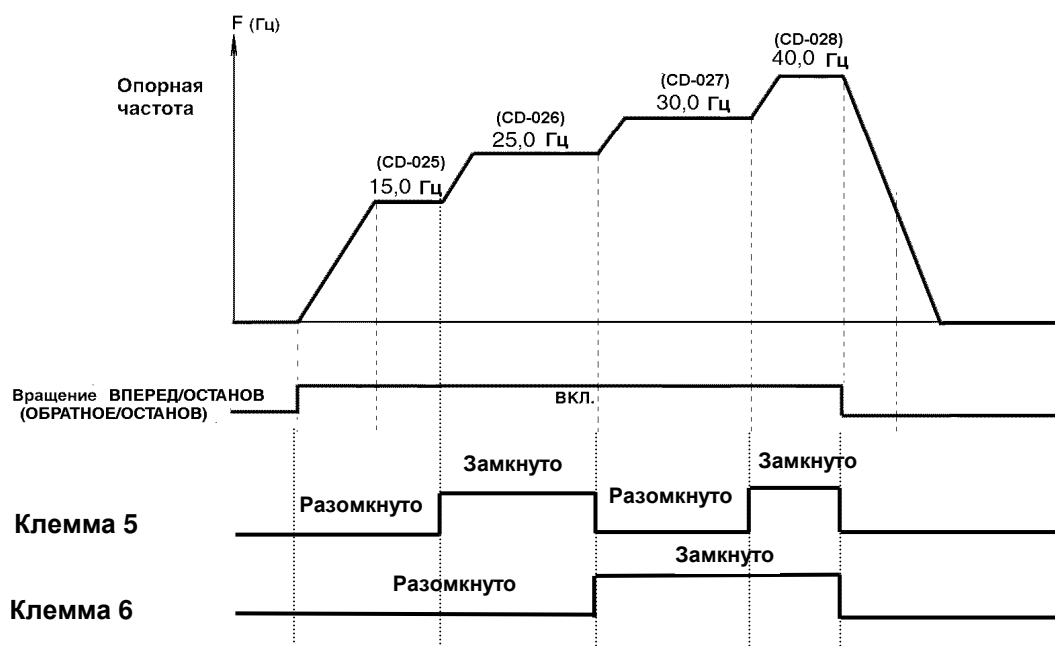 F (Гц)
Опорная
частота
(CD-025)
15,0 Гц
(CD-026)
25,0 Гц
(CD-027)
30,0 Гц
(CD-028)
40,0 Гц
Вращение ВПЕРЕД/ОСТАНОВ
(ОБРАТНОЕ/ОСТАНОВ)
ВКЛ.
Клемма 5
Разомкнуто
Замкнуто
Разомкнуто
Замкнуто
Клемма 6
Разомкнуто
Замкнуто